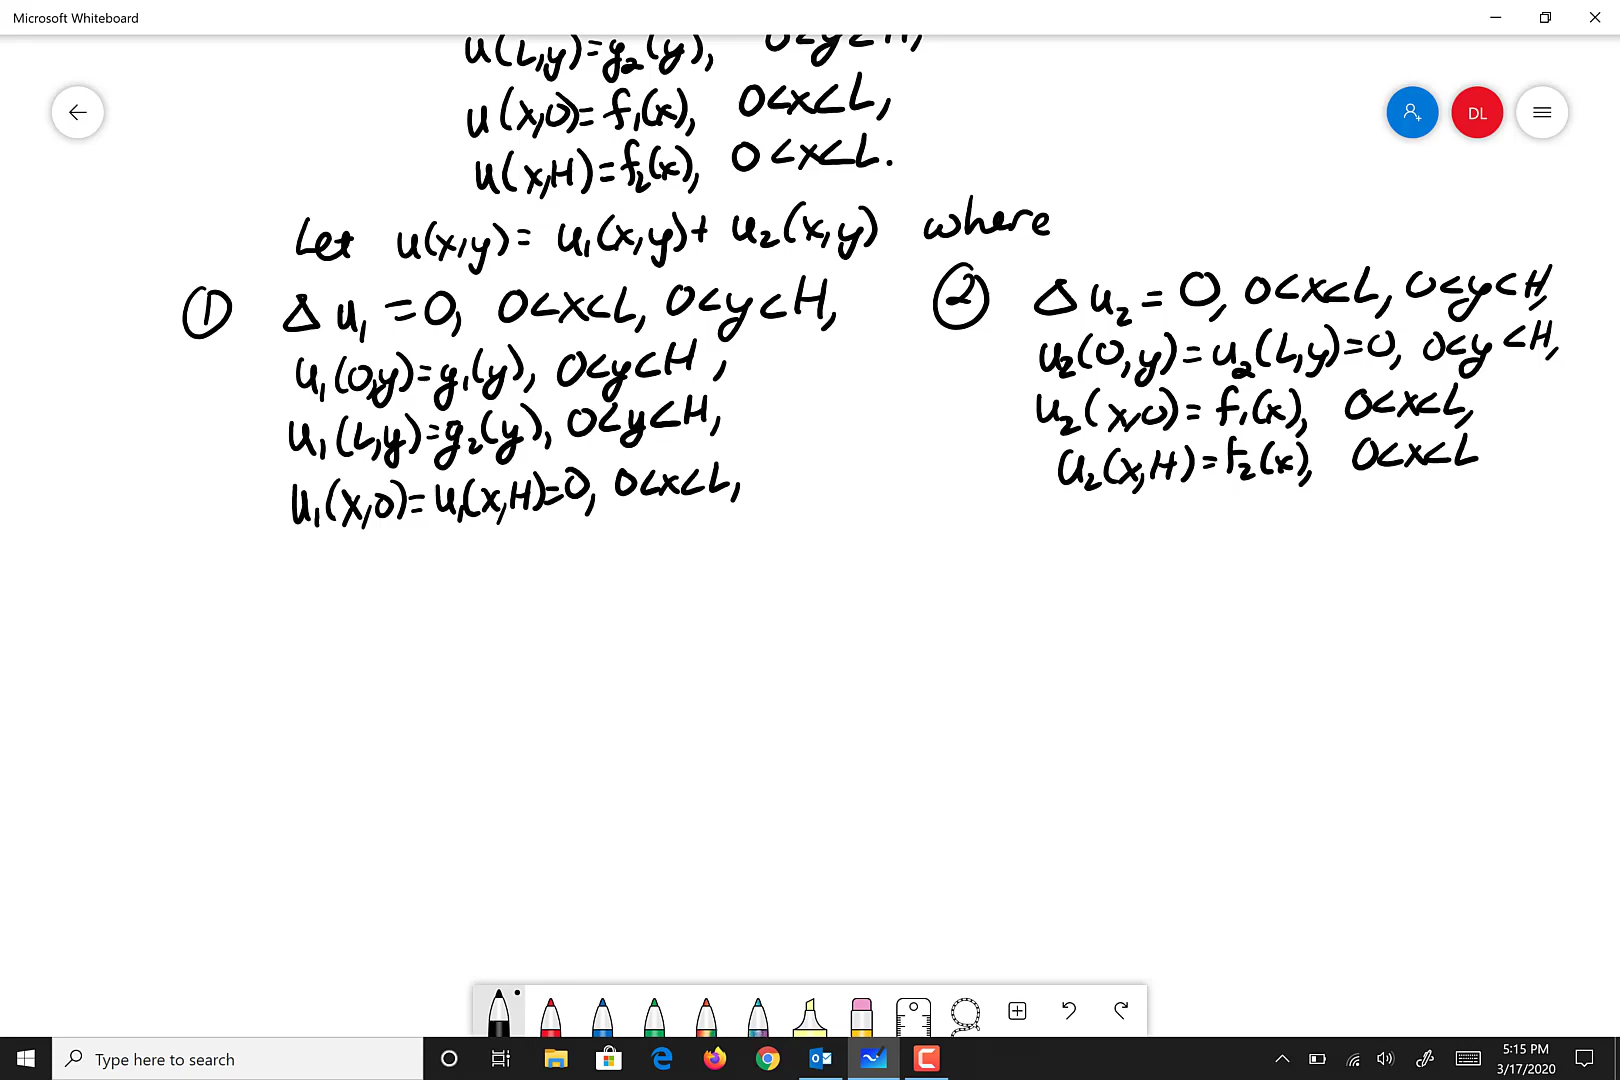 Microsoft Whiteboard
u(L,y)=g₂(y), 0<y<H,
u(x,0)=f₁(x), 0<x<L,
u(x,H)=f₂(x), 0<x<L.
Let u(x,y)= u₁(x,y)+ u₂(x,y) where
① Δu₁ =0, 0<x<L, 0<y<H,
u₁(0,y)=g₁(y), 0<y<H,
u₁(L,y)=g₂(y), 0<y<H,
u₁(x,0)=u₁(x,H)=0, 0<x<L,
② Δu₂ = 0, 0<x<L, 0<y<H,
u₂(0,y)=u₂(L,y)=0, 0<y<H,
u₂(x,0)= f₁(x), 0<x<L,
u₂(x,H)=f₂(x), 0<x<L
DL
Type here to search
5:15 PM
3/17/2020